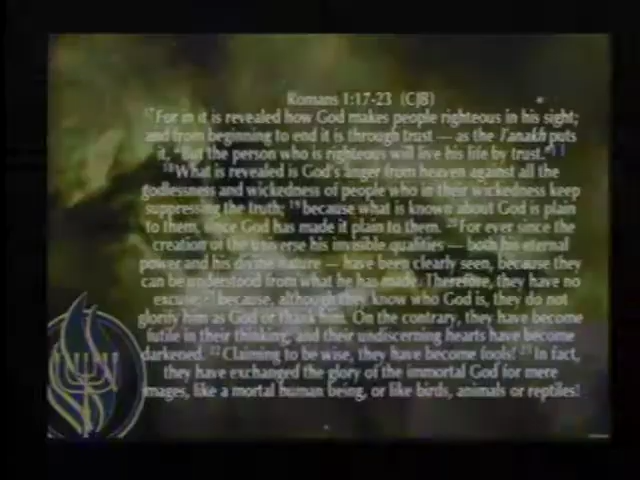 Romans 1:17-23 (CJB)
17 For in it is revealed how God makes people righteous in his sight;
and from beginning to end it is through trust — as the Tanakh puts
it, "But the person who is righteous will live his life by trust." 11
18 What is revealed is God's anger from heaven against all the
godlessness and wickedness of people who in their wickedness keep
suppressing the truth; 19 because what is known about God is plain
to them, since God has made it plain to them. 20 For ever since the
creation of the universe his invisible qualities — both his eternal
power and his divine nature — have been clearly seen, because they
can be understood from what he has made. Therefore, they have no
excuse; 21 because, although they know who God is, they do not
glorify him as God or thank him. On the contrary, they have become
futile in their thinking, and their undiscerning hearts have become
darkened. 22 Claiming to be wise, they have become fools! 23 In fact,
they have exchanged the glory of the immortal God for mere
images, like a mortal human being, or like birds, animals or reptiles!